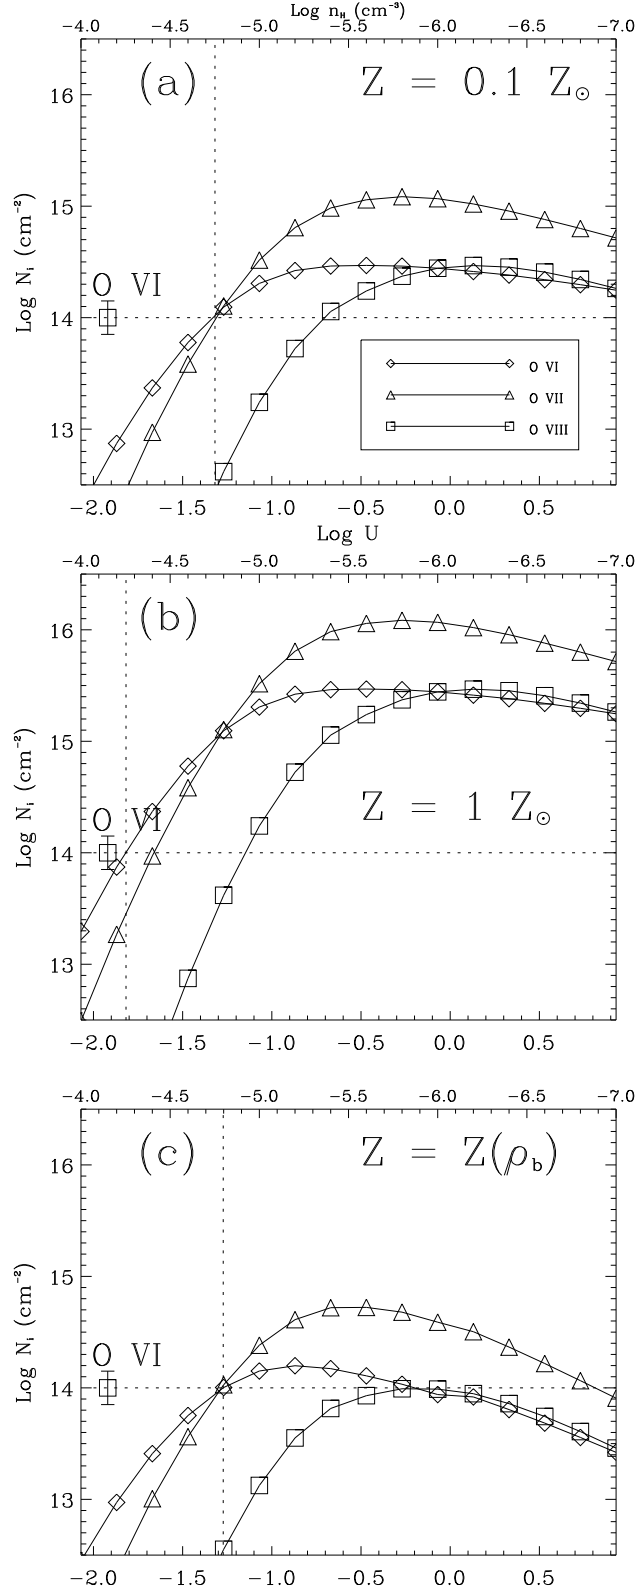 Log n_H (cm⁻³)
-4.0 -4.5 -5.0 -5.5 -6.0 -6.5 -7.0
(a) Z = 0.1 Z⊙
16
15
O VI
14
13
Log N_i (cm⁻²)
O VI
O VII
O VIII
-2.0 -1.5 -1.0 -0.5 0.0 0.5
Log U
-4.0 -4.5 -5.0 -5.5 -6.0 -6.5 -7.0
(b)
16
15
Z = 1 Z⊙
O VI
14
13
Log N_i (cm⁻²)
-2.0 -1.5 -1.0 -0.5 0.0 0.5
-4.0 -4.5 -5.0 -5.5 -6.0 -6.5 -7.0
(c) Z = Z(ρ_b)
16
15
O VI
14
13
Log N_i (cm⁻²)
-2.0 -1.5 -1.0 -0.5 0.0 0.5